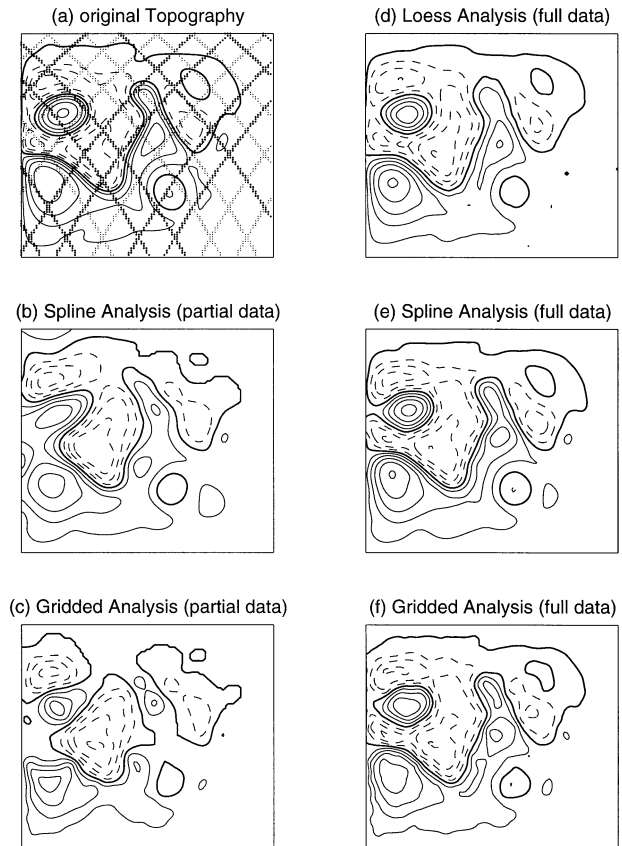 (a) original Topography
(d) Loess Analysis (full data)
(b) Spline Analysis (partial data)
(e) Spline Analysis (full data)
(c) Gridded Analysis (partial data)
(f) Gridded Analysis (full data)